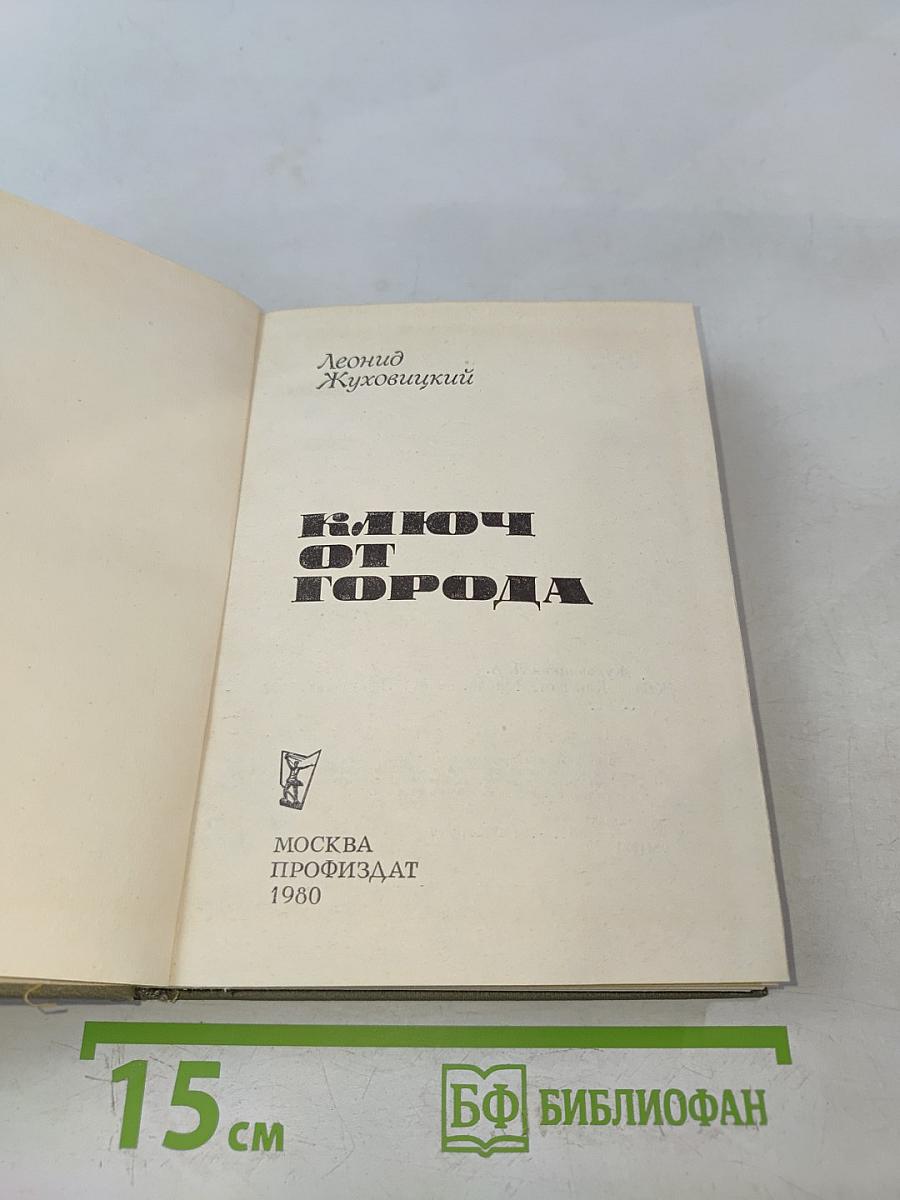 Леонид
Жуховицкий
КЛЮЧ
ОТ
ГОРОДА
МОСКВА
ПРОФИЗДАТ
1980
15 см
БФ БИБЛИОФАН